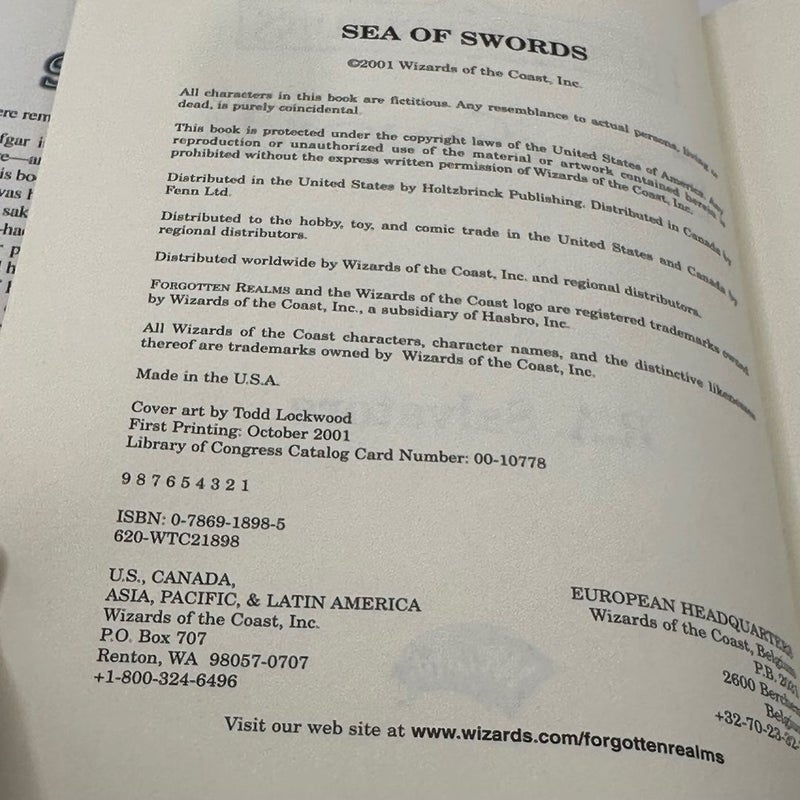 SEA OF SWORDS
©2001 Wizards of the Coast, Inc.
All characters in this book are fictitious. Any resemblance to actual persons, living or
dead, is purely coincidental.
This book is protected under the copyright laws of the United States of America. Any
reproduction or unauthorized use of the material or artwork contained herein is
prohibited without the express written permission of Wizards of the Coast, Inc.
Distributed in the United States by Holtzbrinck Publishing. Distributed in Canada by
Fenn Ltd.
Distributed to the hobby, toy, and comic trade in the United States and Canada by
regional distributors.
Distributed worldwide by Wizards of the Coast, Inc. and regional distributors.
FORGOTTEN REALMS and the Wizards of the Coast logo are registered trademarks owned
by Wizards of the Coast, Inc., a subsidiary of Hasbro, Inc.
All Wizards of the Coast characters, character names, and the distinctive likenesses
thereof are trademarks owned by Wizards of the Coast, Inc.
Made in the U.S.A.
Cover art by Todd Lockwood
First Printing: October 2001
Library of Congress Catalog Card Number: 00-10778
9 8 7 6 5 4 3 2 1
ISBN: 0-7869-1898-5
620-WTC21898
U.S., CANADA,
ASIA, PACIFIC, & LATIN AMERICA
Wizards of the Coast, Inc.
P.O. Box 707
Renton, WA 98057-0707
+1-800-324-6496
EUROPEAN HEADQUARTERS
Wizards of the Coast, Belgium
P.B. 2031
2600 Berchem
Belgium
+32-70-23-32-
Visit our web site at www.wizards.com/forgottenrealms